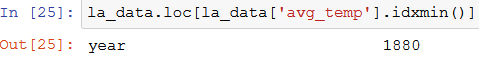 In [25]: la_data.loc[la_data['avg_temp'].idxmin()]
Out[25]: year 1880